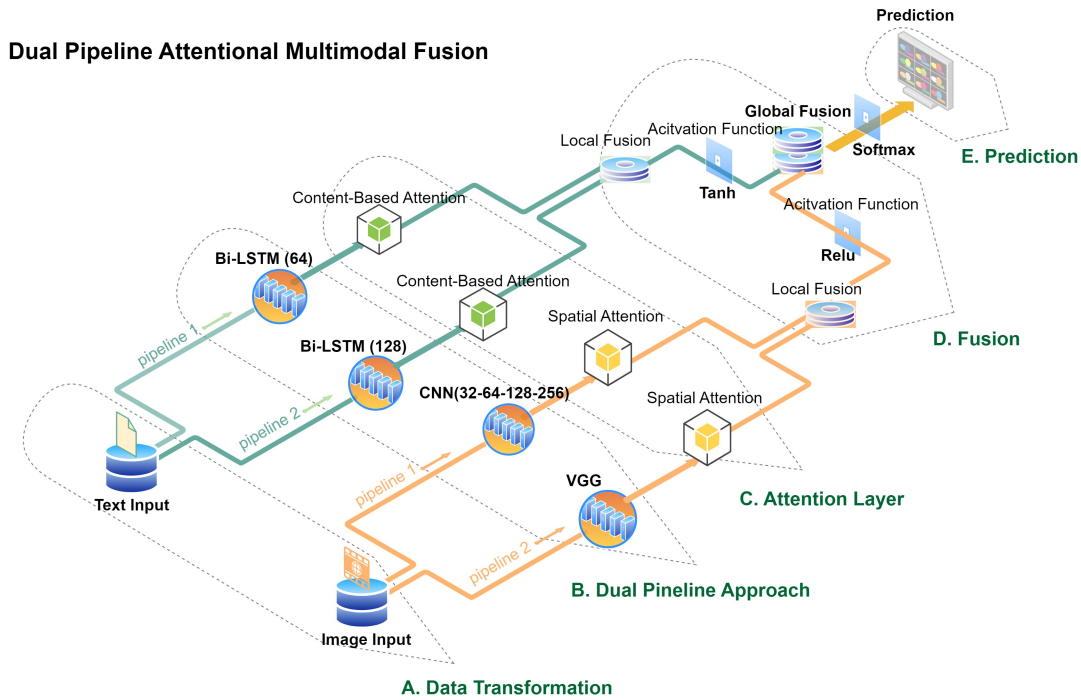 Prediction
Dual Pipeline Attentional Multimodal Fusion
Global Fusion
Acitvation Function
Local Fusion
Softmax
E. Prediction
Tanh
Content-Based Attention
Acitvation Function
Relu
Bi-LSTM (64)
Content-Based Attention
Local Fusion
pipeline 1
Spatial Attention
D. Fusion
Bi-LSTM (128)
CNN(32-64-128-256)
Spatial Attention
pipeline 2
pipeline 1
VGG
C. Attention Layer
Text Input
pipeline 2
B. Dual Pineline Approach
Image Input
A. Data Transformation